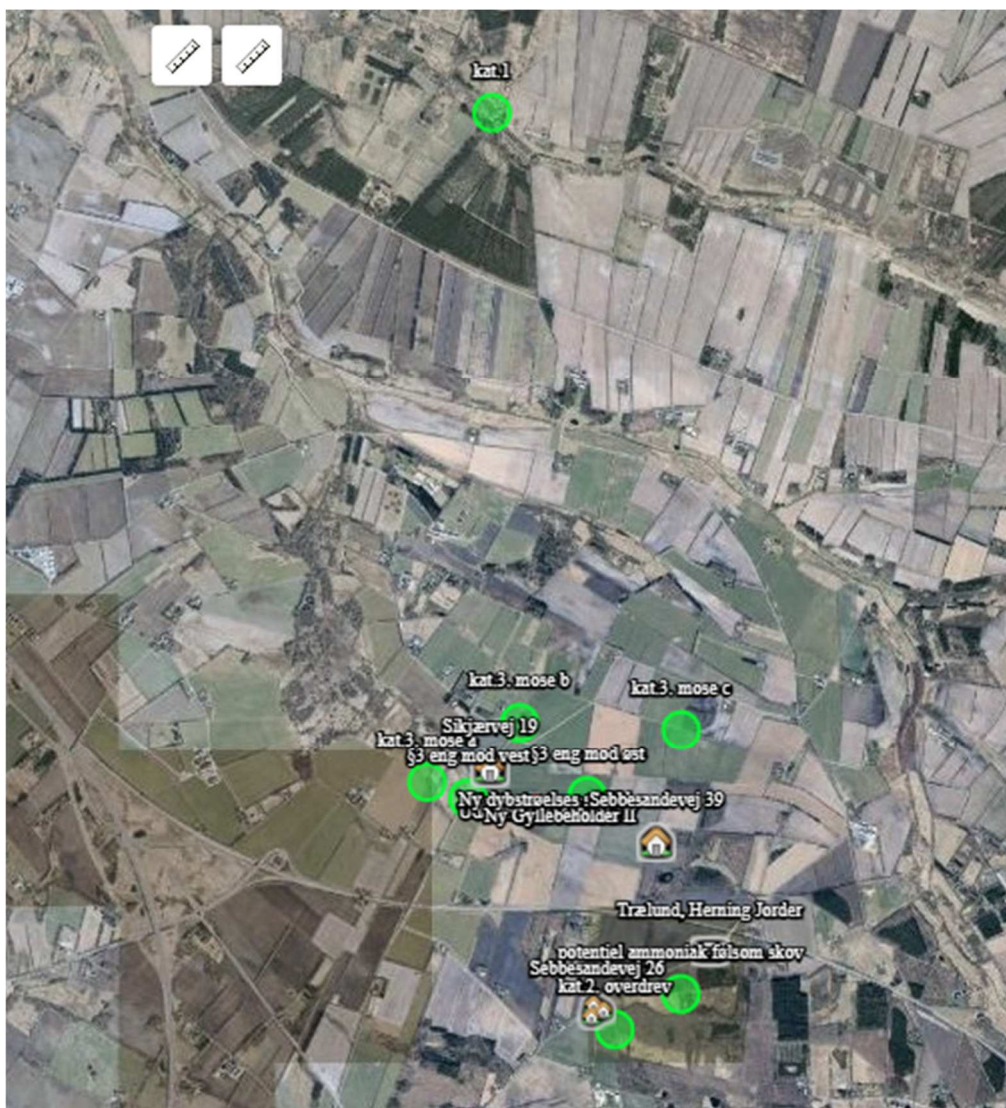 kat.1
kat.3. mose b
kat.3. mose c
Sikjærvej 19
kat.3. mose a
§3 eng mod vest
§3 eng mod øst
Ny dybstrøelses
Sebbesandevej 39
Ny Gyllebeholder II
Trælund, Herning Jorder
potentiel ammoniak følsom skov
Sebbesandevej 26
kat.2. overdrev